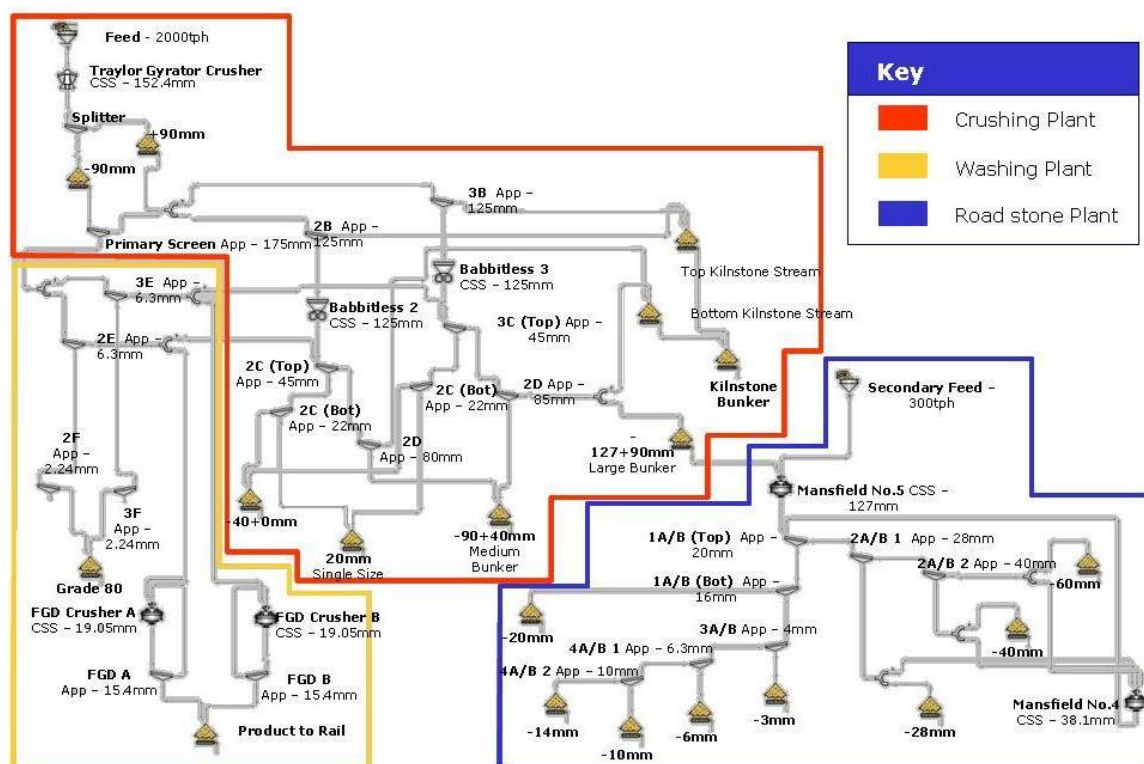 Feed - 2000tph
Traylor Gyrator Crusher
CSS - 152.4mm
Splitter
+90mm
-90mm
Primary Screen App - 175mm
3B App -
125mm
2B App -
125mm
Top Kilnstone Stream
Babbitless 3
CSS - 125mm
Bottom Kilnstone Stream
3E App -
6.3mm
Babbitless 2
CSS - 125mm
3C (Top) App -
45mm
2E App -
6.3mm
2C (Top)
App - 45mm
2C (Bot)
App - 22mm
2C (Bot)
App - 22mm
2D App -
85mm
Kilnstone
Bunker
2D
App - 80mm
-
127+90mm
Large Bunker
2F
App -
2.24mm
3F
App -
2.24mm
-40+0mm
20mm
Single Size
-90+40mm
Medium
Bunker
Grade 80
FGD Crusher A
CSS - 19.05mm
FGD Crusher B
CSS - 19.05mm
FGD A
App - 15.4mm
FGD B
App - 15.4mm
Product to Rail
Key
Crushing Plant
Washing Plant
Road stone Plant
Secondary Feed -
300tph
Mansfield No.5 CSS -
127mm
1A/B (Top) App -
20mm
2A/B 1 App - 28mm
2A/B 2 App - 40mm
-60mm
1A/B (Bot) App -
16mm
-20mm
3A/B App - 4mm
-40mm
4A/B 1 App - 6.3mm
4A/B 2 App - 10mm
Mansfield No.4
CSS - 38.1mm
-14mm
-10mm
-6mm
-3mm
-28mm